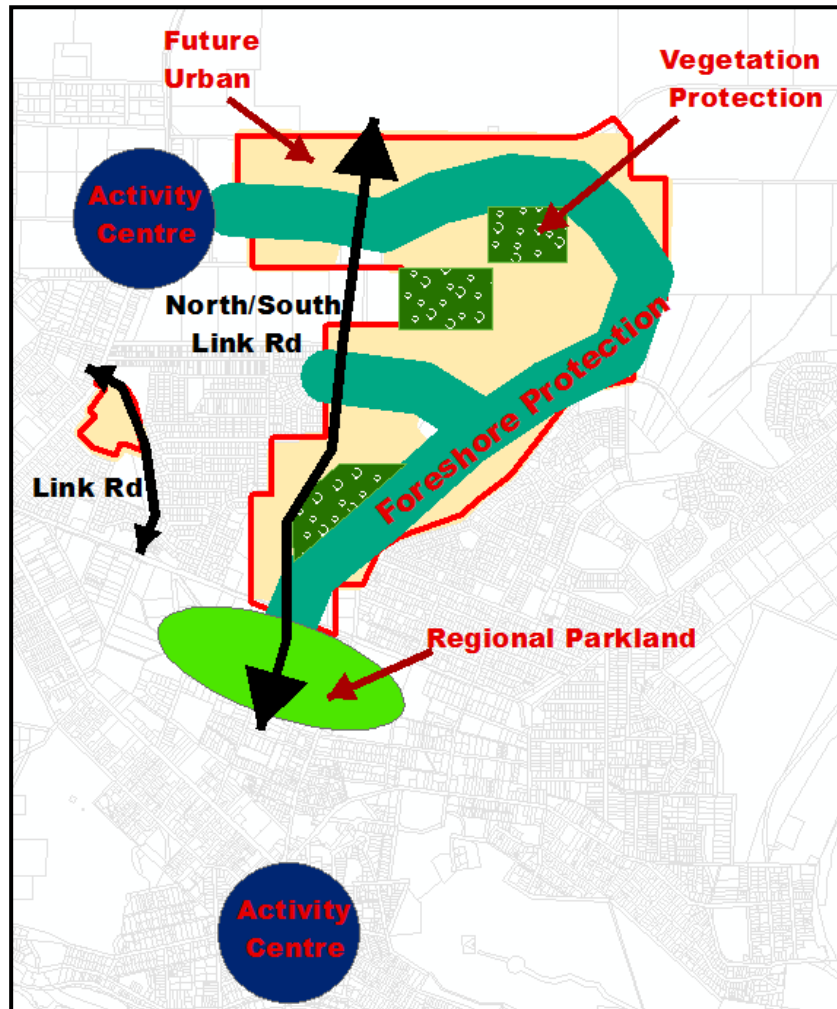 Future
Urban
Vegetation
Protection
Activity
Centre
North/South
Link Rd
Foreshore Protection
Link Rd
Regional Parkland
Activity
Centre